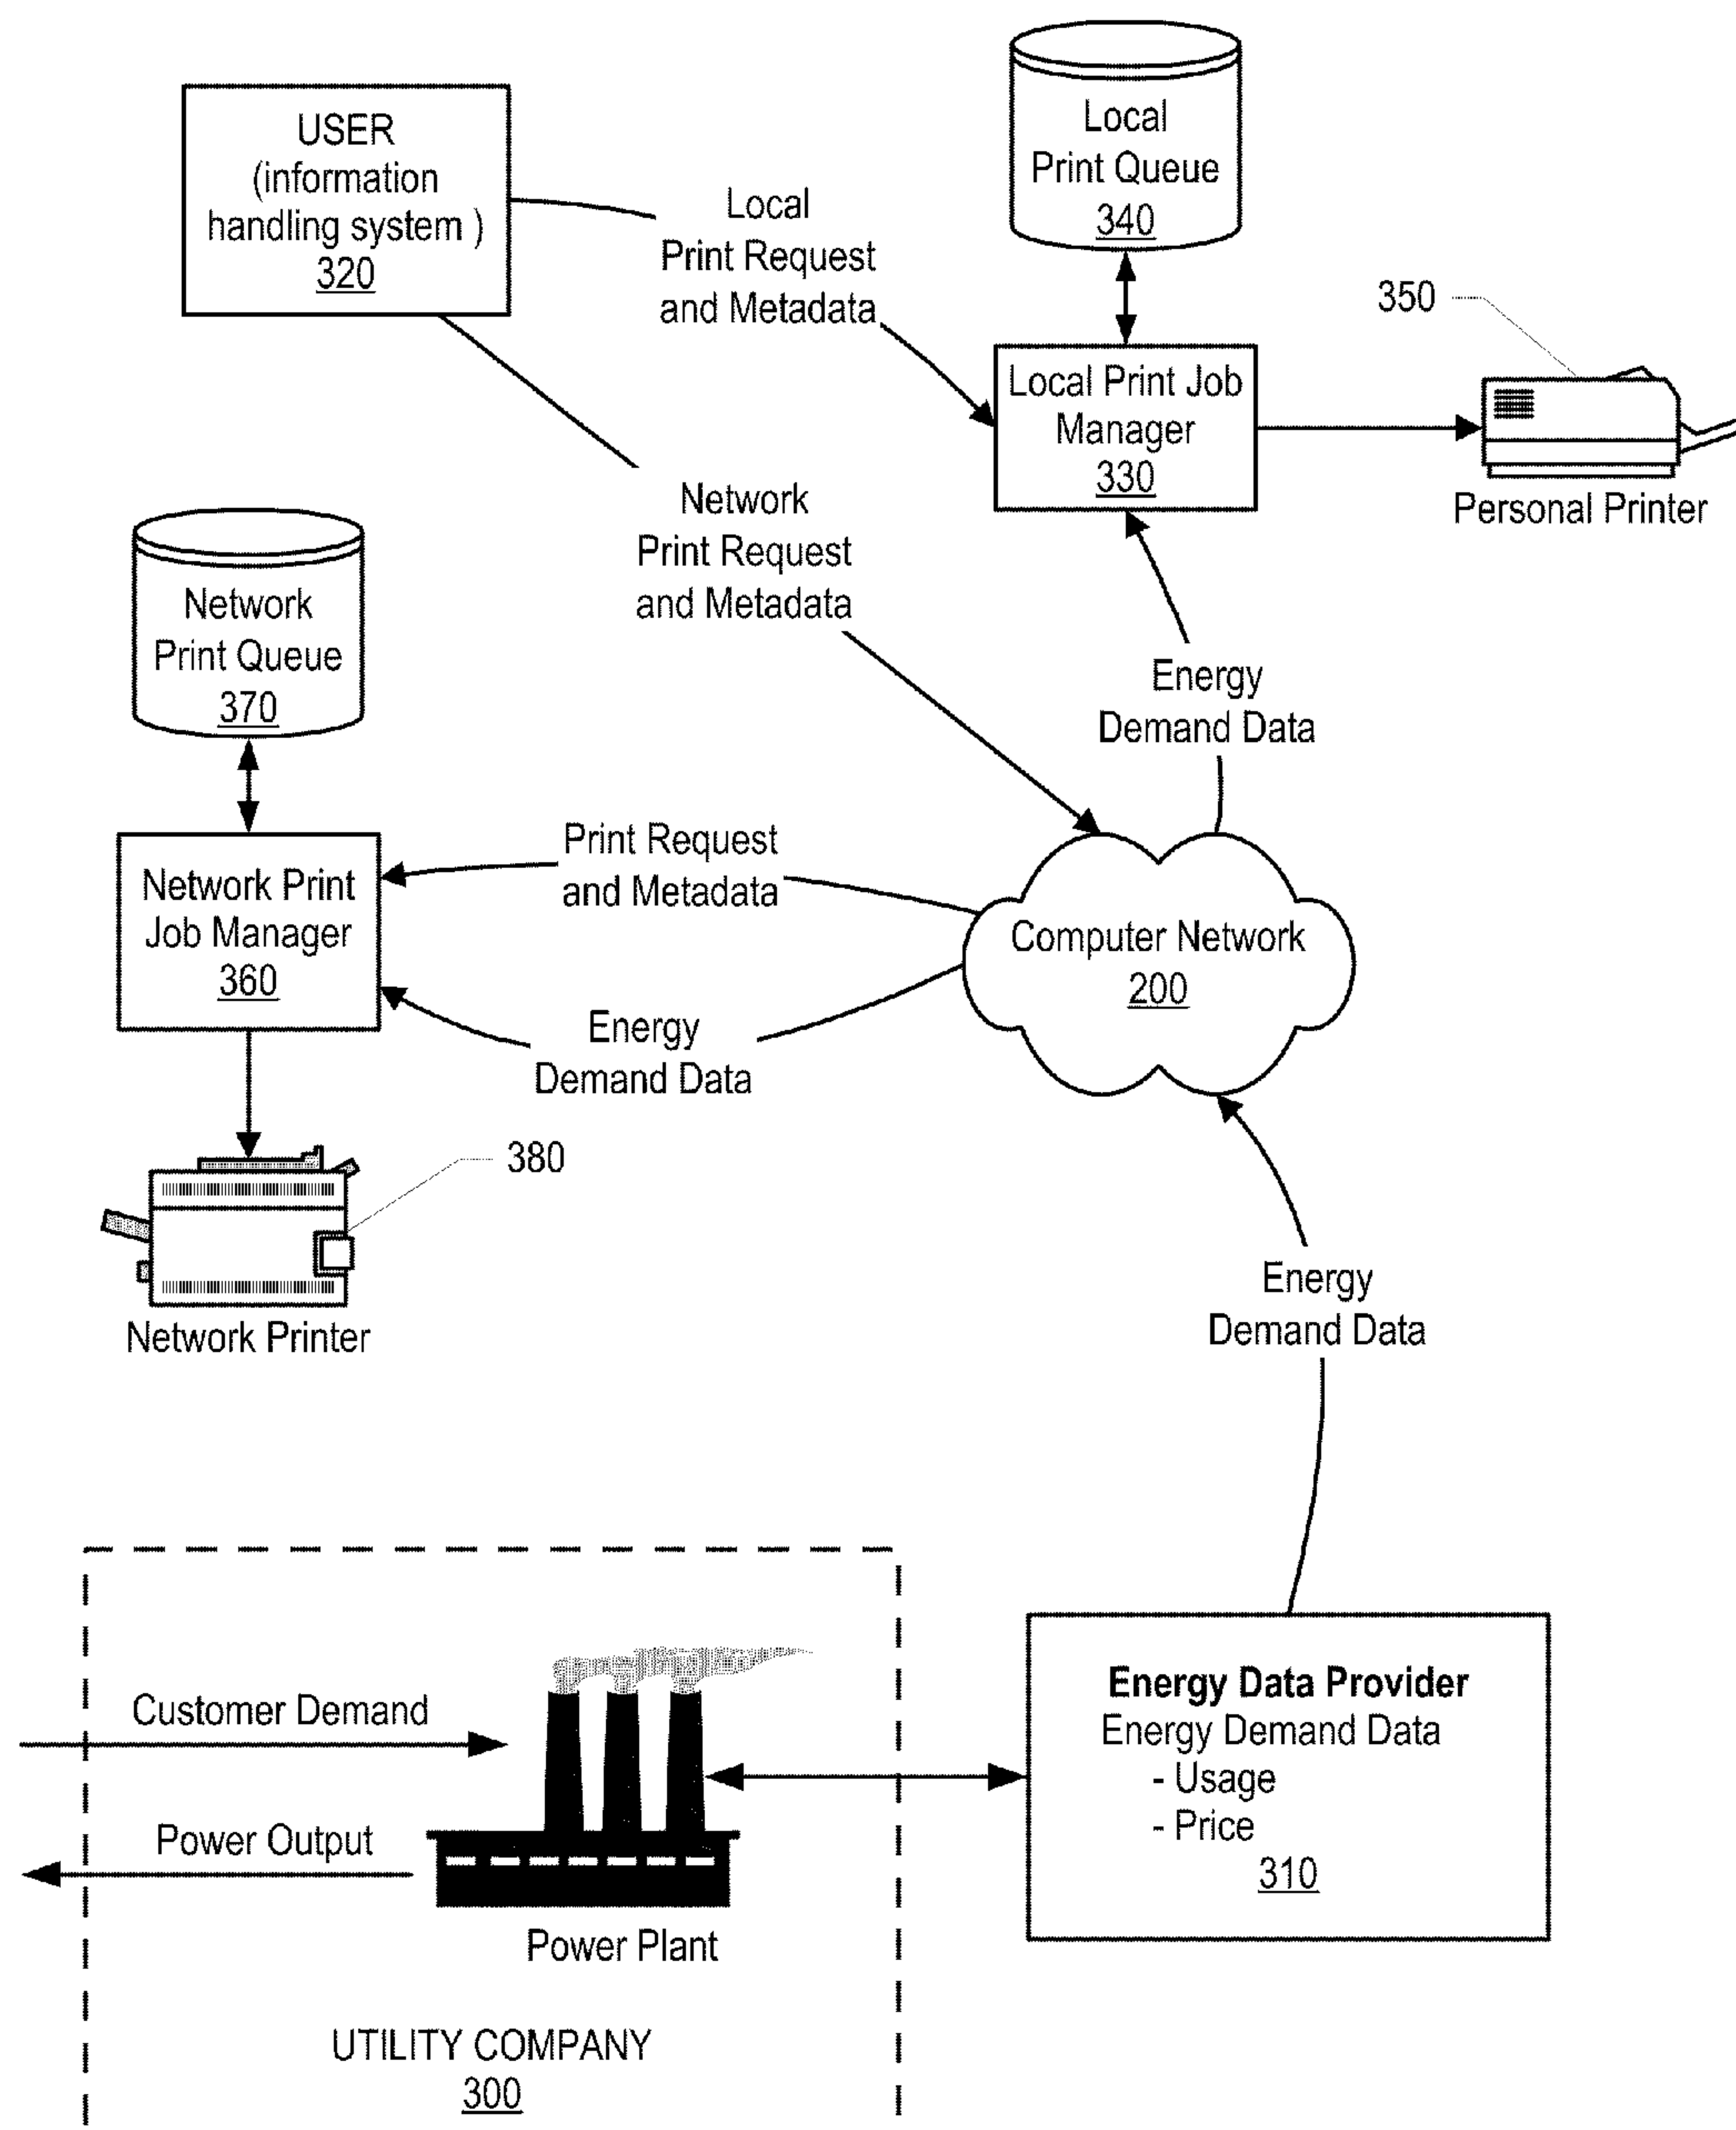 USER
(information
handling system )
320
Local
Print Request
and Metadata
Local
Print Queue
340
350
Local Print Job
Manager
330
Personal Printer
Network
Print Request
and Metadata
Network
Print Queue
370
Energy
Demand Data
Print Request
and Metadata
Network Print
Job Manager
360
Computer Network
200
Energy
Demand Data
380
Network Printer
Energy
Demand Data
Customer Demand
Power Output
Power Plant
UTILITY COMPANY
300
Energy Data Provider
Energy Demand Data
- Usage
- Price
310